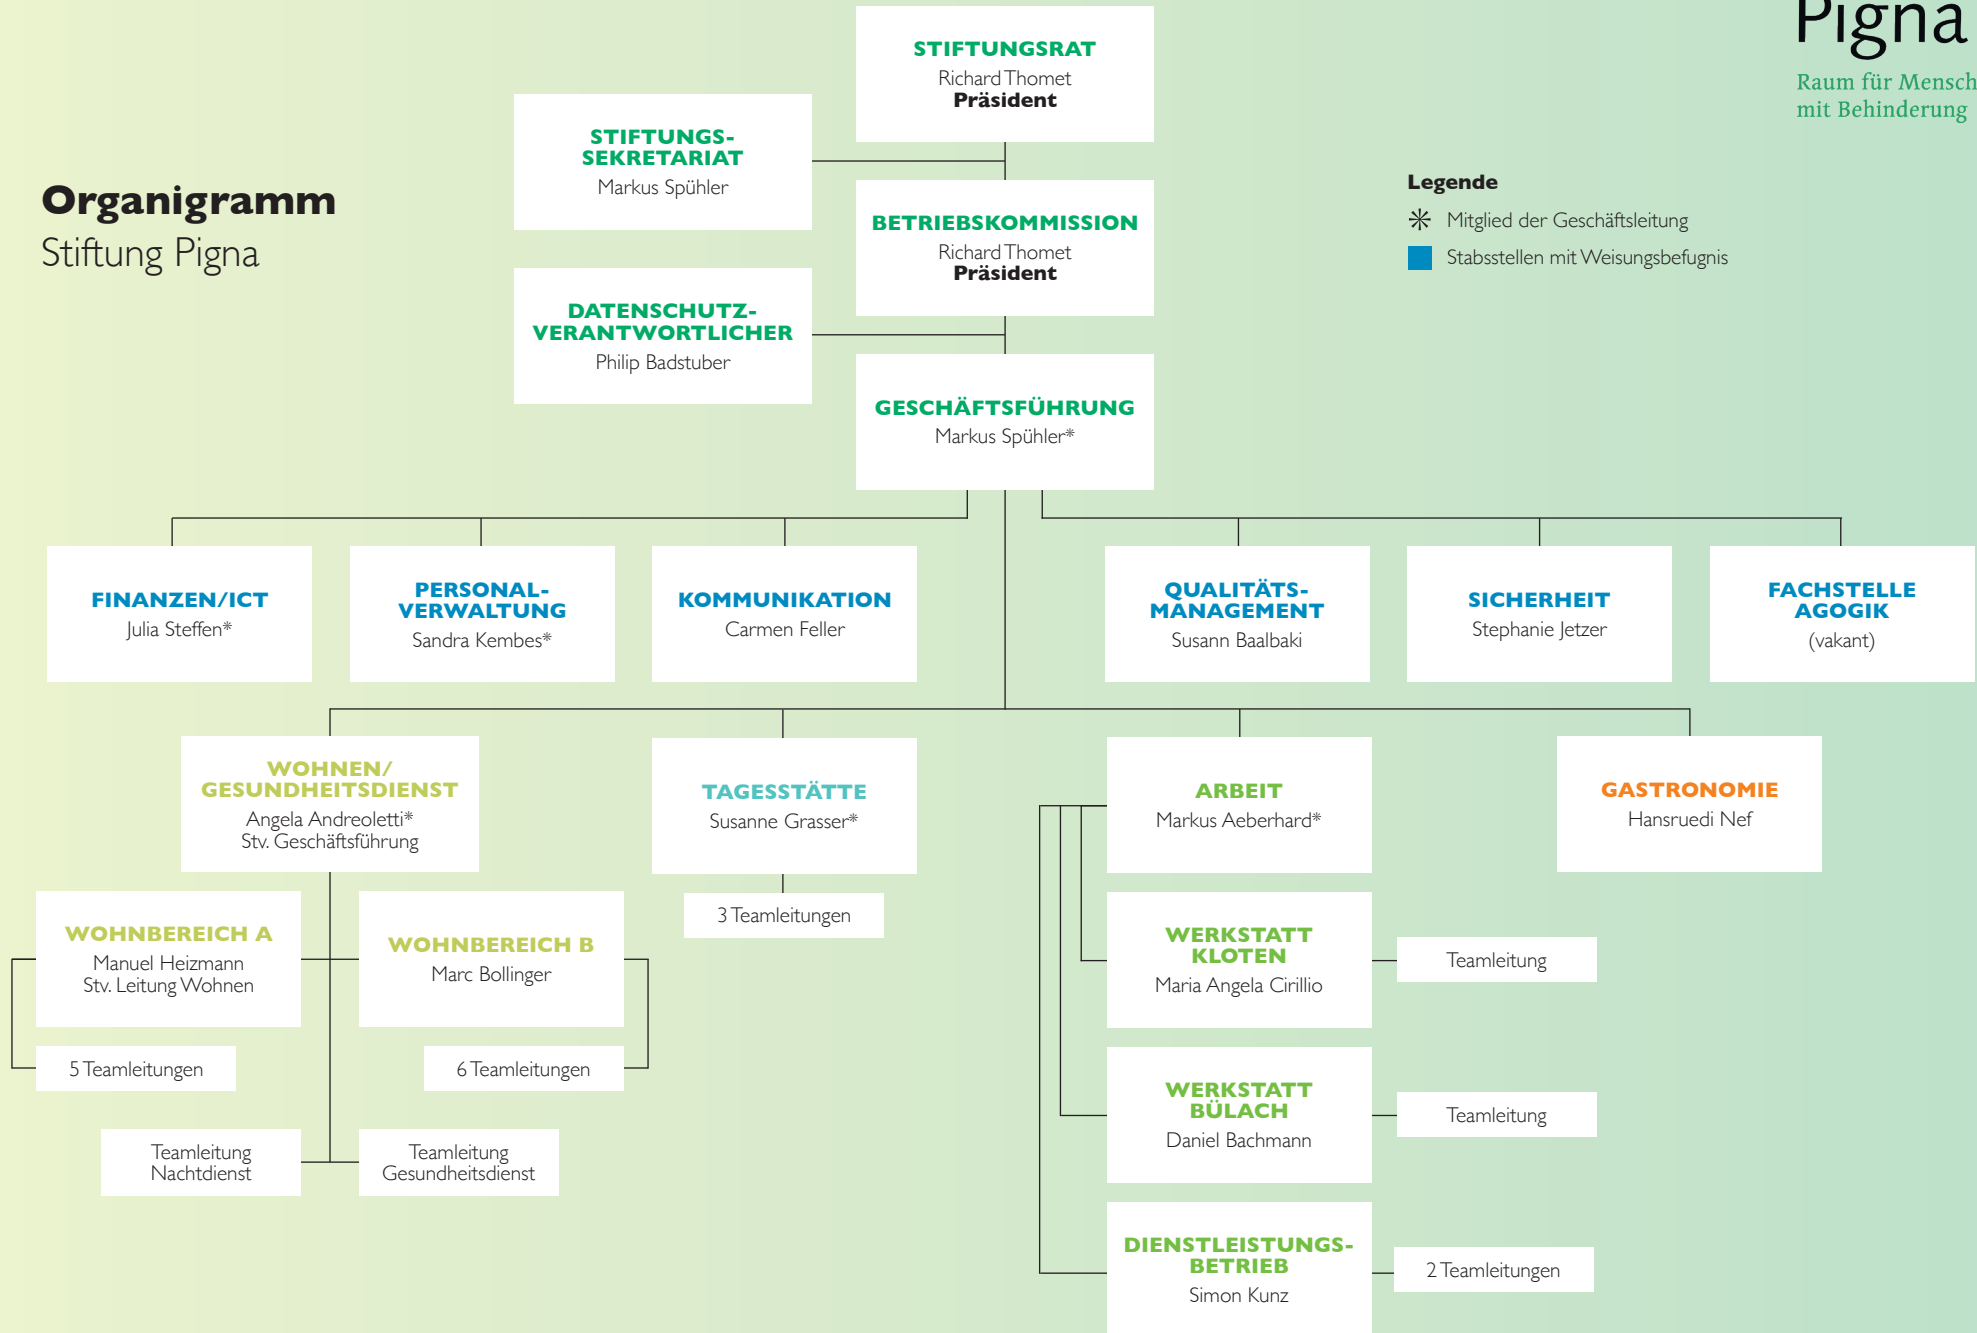 Pigna
Raum für Mensch
mit Behinderung
Organigramm
Stiftung Pigna
STIFTUNGSRAT
Richard Thomet
Präsident
STIFTUNGS-
SEKRETARIAT
Markus Spühler
BETRIEBSKOMMISSION
Richard Thomet
Präsident
DATENSCHUTZ-
VERANTWORTLICHER
Philip Badstuber
GESCHÄFTSFÜHRUNG
Markus Spühler*
Legende
* Mitglied der Geschäftsleitung
Stabsstellen mit Weisungsbefugnis
FINANZEN/ICT
Julia Steffen*
PERSONAL-
VERWALTUNG
Sandra Kembes*
KOMMUNIKATION
Carmen Feller
QUALITÄTS-
MANAGEMENT
Susann Baalbaki
SICHERHEIT
Stephanie Jetzer
FACHSTELLE
AGOGIK
(vakant)
WOHNEN/
GESUNDHEITSDIENST
Angela Andreoletti*
Stv. Geschäftsführung
TAGESSTÄTTE
Susanne Grasser*
3 Teamleitungen
ARBEIT
Markus Aeberhard*
GASTRONOMIE
Hansruedi Nef
WOHNBEREICH A
Manuel Heizmann
Stv. Leitung Wohnen
5 Teamleitungen
WOHNBEREICH B
Marc Bollinger
6 Teamleitungen
Teamleitung
Nachtdienst
Teamleitung
Gesundheitsdienst
WERKSTATT
KLOTEN
Maria Angela Cirillio
Teamleitung
WERKSTATT
BÜLACH
Daniel Bachmann
Teamleitung
DIENSTLEISTUNGS-
BETRIEB
Simon Kunz
2 Teamleitungen